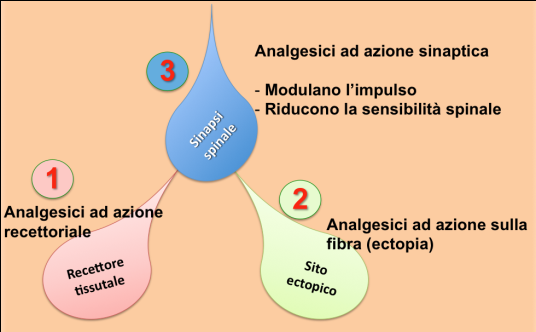 3
Analgesici ad azione sinaptica
- Modulano l'impulso
- Riducono la sensibilità spinale
Sinapsi
spinale
1
Analgesici ad azione
recettoriale
2
Analgesici ad azione sulla
fibra (ectopia)
Recettore
tissutale
Sito
ectopico